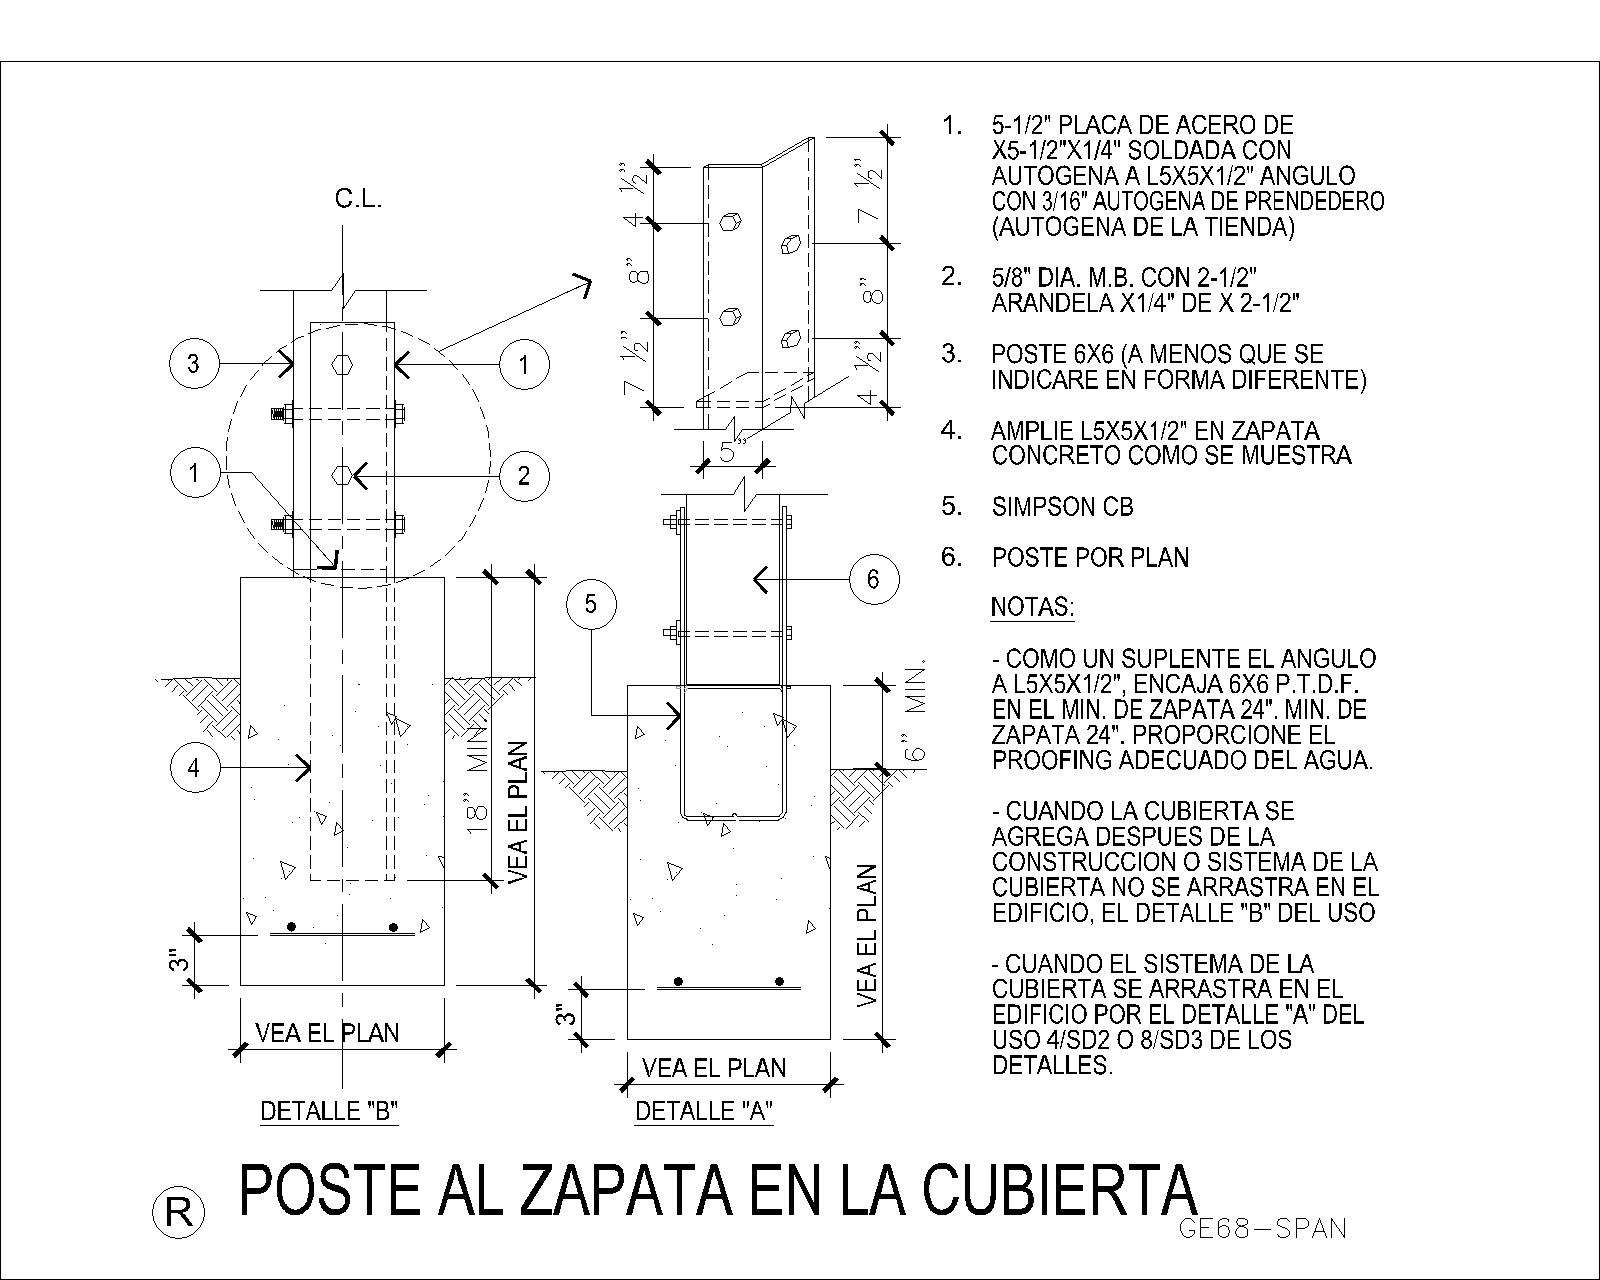 C.L.
3
1
1
2
4
18" MIN.
VEA EL PLAN
3"
VEA EL PLAN
DETALLE "B"
4 ½"
8"
7 ½"
7 ½"
8"
4 ½"
5"
5
6
6" MIN.
VEA EL PLAN
3"
VEA EL PLAN
DETALLE "A"
1. 5-1/2" PLACA DE ACERO DE
X5-1/2"X1/4" SOLDADA CON
AUTOGENA A L5X5X1/2" ANGULO
CON 3/16" AUTOGENA DE PRENDEDERO
(AUTOGENA DE LA TIENDA)
2. 5/8" DIA. M.B. CON 2-1/2"
ARANDELA X1/4" DE X 2-1/2"
3. POSTE 6X6 (A MENOS QUE SE
INDICARE EN FORMA DIFERENTE)
4. AMPLIE L5X5X1/2" EN ZAPATA
CONCRETO COMO SE MUESTRA
5. SIMPSON CB
6. POSTE POR PLAN
NOTAS:
- COMO UN SUPLENTE EL ANGULO
A L5X5X1/2", ENCAJA 6X6 P.T.D.F.
EN EL MIN. DE ZAPATA 24". MIN. DE
ZAPATA 24". PROPORCIONE EL
PROOFING ADECUADO DEL AGUA.
- CUANDO LA CUBIERTA SE
AGREGA DESPUES DE LA
CONSTRUCCION O SISTEMA DE LA
CUBIERTA NO SE ARRASTRA EN EL
EDIFICIO, EL DETALLE "B" DEL USO
- CUANDO EL SISTEMA DE LA
CUBIERTA SE ARRASTRA EN EL
EDIFICIO POR EL DETALLE "A" DEL
USO 4/SD2 O 8/SD3 DE LOS
DETALLES.
R
POSTE AL ZAPATA EN LA CUBIERTA
GE68-SPAN